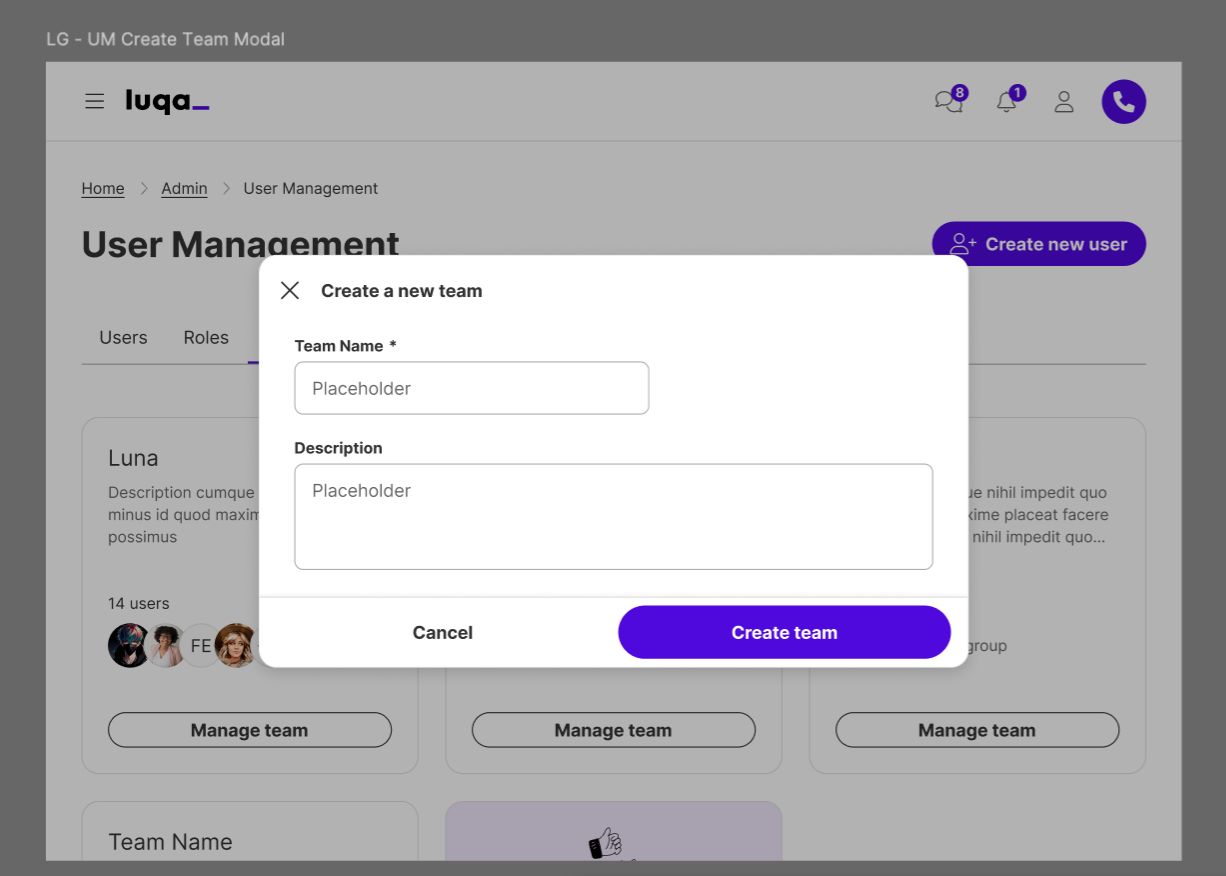 LG - UM Create Team Modal
luqa_
8
1
Home
Admin
User Management
User Management
Create new user
Create a new team
Users
Roles
Team Name *
Placeholder
Description
Placeholder
Luna
Description cumque
minus id quod
possimus
nihil impedit quo
placeat facere
nihil impedit quo...
14 users
FE
group
Cancel
Create team
Manage team
Manage team
Manage team
Team Name